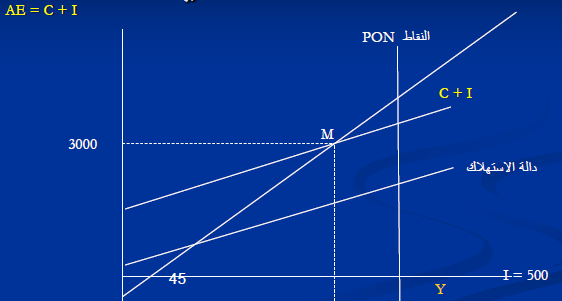 AE = C + I
PON النقاط
C + I
M
3000
دالة الاستهلاك
45
I = 500
Y